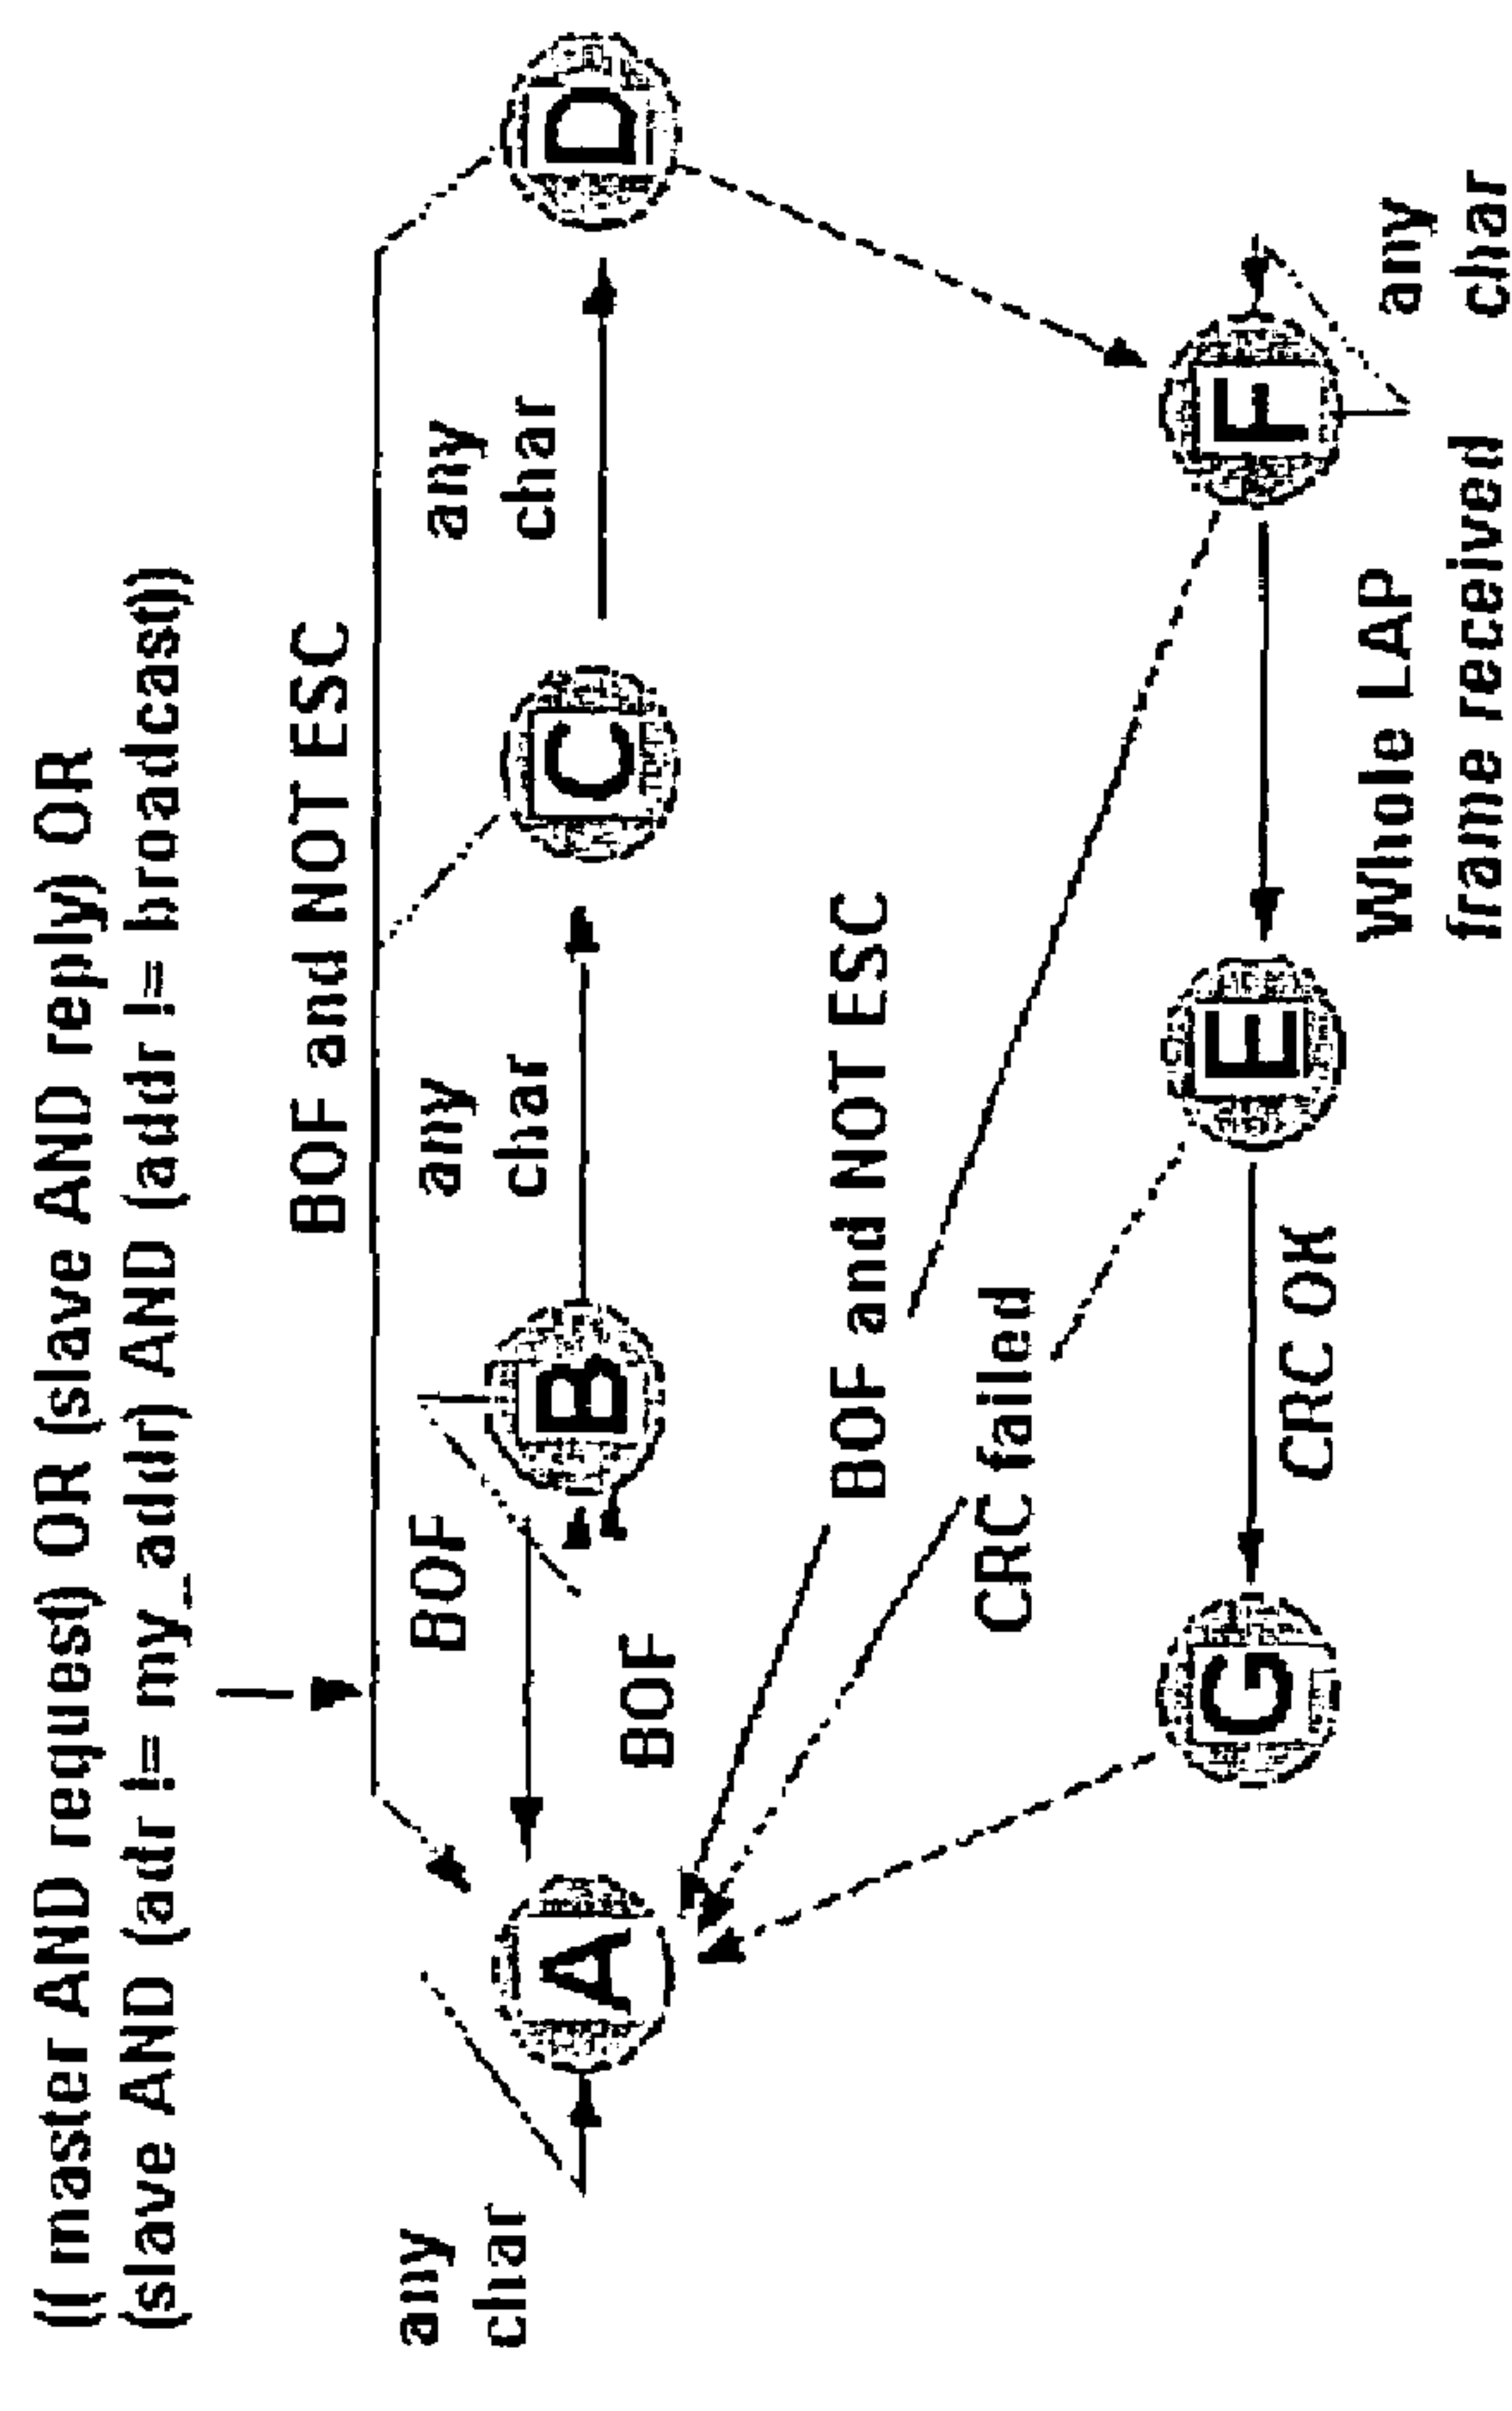 (( master AND request) OR (slave AND reply) OR
(slave AND (adr != my_addr) AND (addr != broadcast))
BOF and NOT ESC
any
char
BOF
any
char
any
char
A
B
C
D
BOF
BOF and NOT ESC
CRC failed
G
E
F
CRC OK
Whole LAP
frame received
any
char